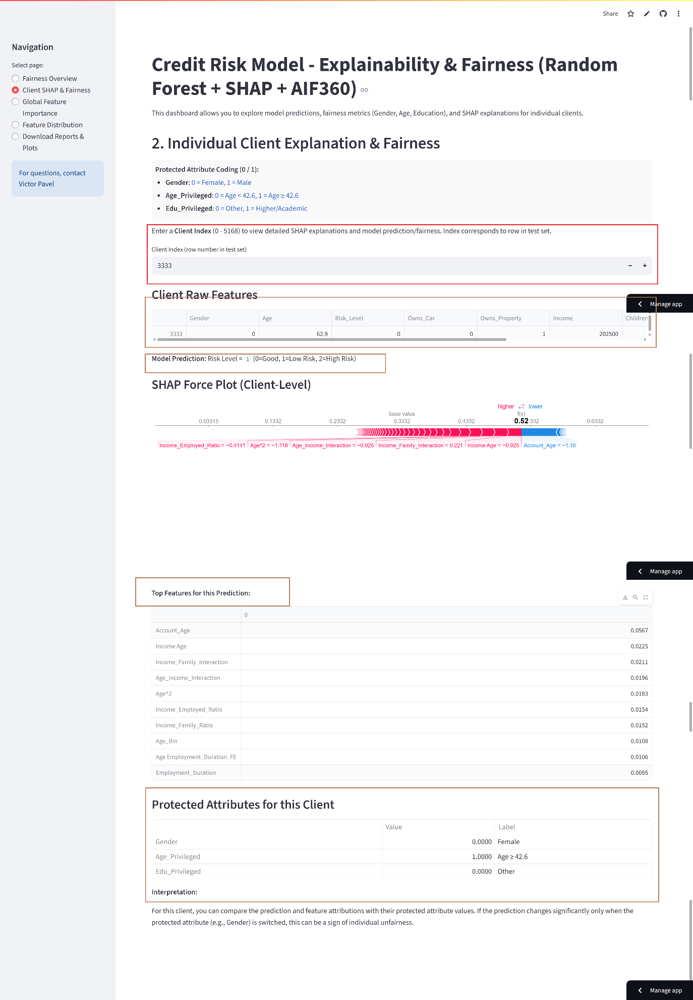 Share
Navigation
Select page:
Fairness Overview
Client SHAP & Fairness
Global Feature
Importance
Feature Distribution
Download Reports &
Plots
For questions, contact
Victor Pavel
Credit Risk Model - Explainability & Fairness (Random
Forest + SHAP + AIF360)
This dashboard allows you to explore model predictions, fairness metrics (Gender, Age, Education), and SHAP explanations for individual clients.
2. Individual Client Explanation & Fairness
Protected Attribute Coding (0 / 1):
• Gender: 0 = Female, 1 = Male
• Age_Privileged: 0 = Age < 42.6, 1 = Age ≥ 42.6
• Edu_Privileged: 0 = Other, 1 = Higher/Academic
Enter a Client Index (0 - 5168) to view detailed SHAP explanations and model prediction/fairness. Index corresponds to row in test set.
Client Index (row number in test set)
3333 − +
Client Raw Features
Manage app
Gender Age Risk_Level Owns_Car Owns_Property Income Children
3333 0 62.9 0 0 1 202500
Model Prediction: Risk Level = 1 (0=Good, 1=Low Risk, 2=High Risk)
SHAP Force Plot (Client-Level)
higher ⇄ lower
base value f(x)
0.03315 0.1332 0.2332 0.3332 0.4332 0.52 332 0.6332
Income_Employed_Ratio = −0.4141 Age^2 = −1.118 Age_Income_Interaction = −0.925 Income_Family_Interaction = 0.221 Income Age = −0.925 Account_Age = −1.16
Manage app
Top Features for this Prediction:
0
Account_Age 0.0567
Income Age 0.0225
Income_Family_Interaction 0.0211
Age_Income_Interaction 0.0196
Age^2 0.0183
Income_Employed_Ratio 0.0154
Income_Family_Ratio 0.0152
Age_Bin 0.0108
Age Employment_Duration_FE 0.0106
Employment_Duration 0.0095
Protected Attributes for this Client
Value Label
Gender 0.0000 Female
Age_Privileged 1.0000 Age ≥ 42.6
Edu_Privileged 0.0000 Other
Interpretation:
For this client, you can compare the prediction and feature attributions with their protected attribute values. If the prediction changes significantly only when the
protected attribute (e.g., Gender) is switched, this can be a sign of individual unfairness.
Manage app